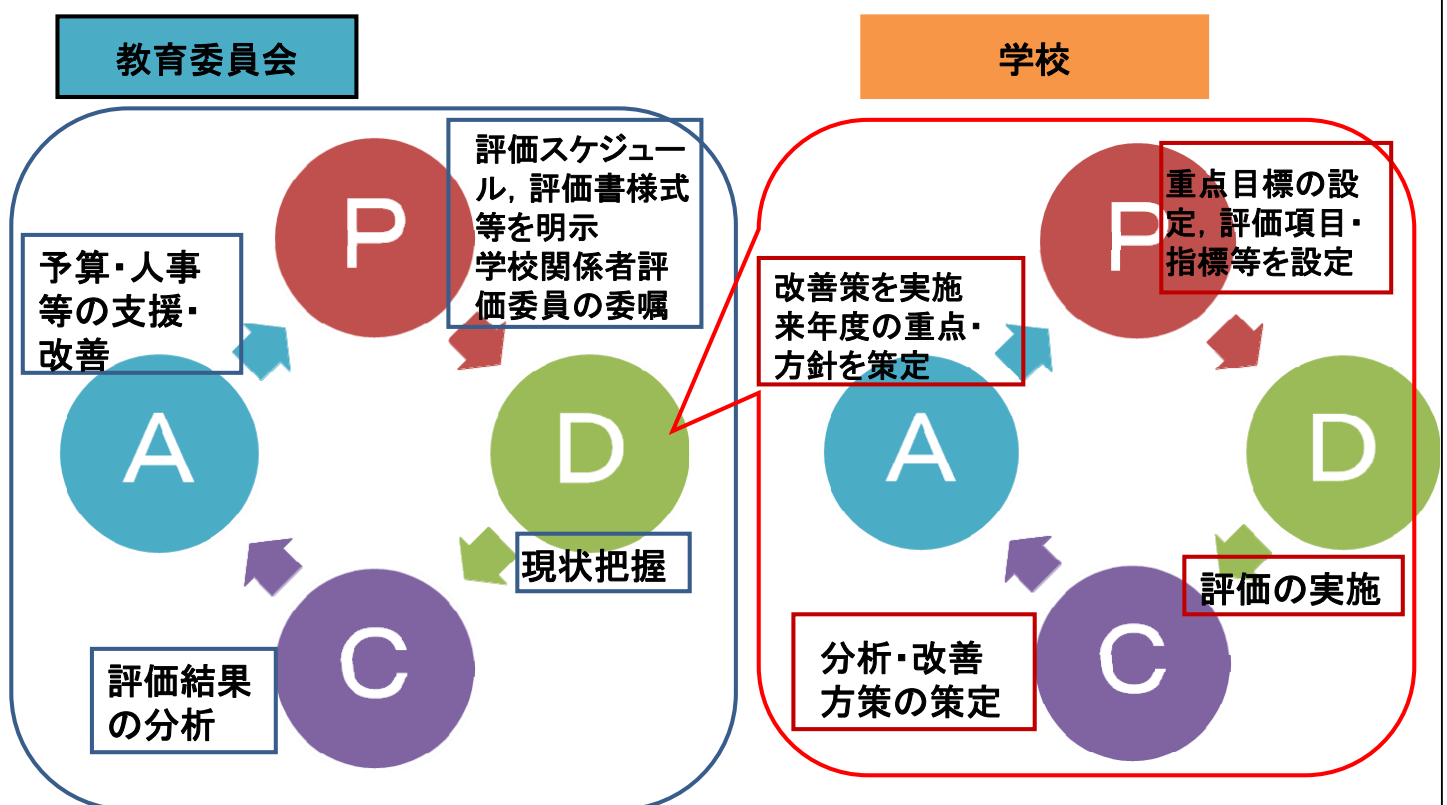 教育委員会
学校
P
評価スケジュー
ル，評価書様式
等を明示
学校関係者評
価委員の委嘱
予算・人事
等の支援・
改善
A
D
現状把握
C
評価結果
の分析
P
重点目標の設
定，評価項目・
指標等を設定
改善策を実施
来年度の重点・
方針を策定
A
D
評価の実施
C
分析・改善
方策の策定